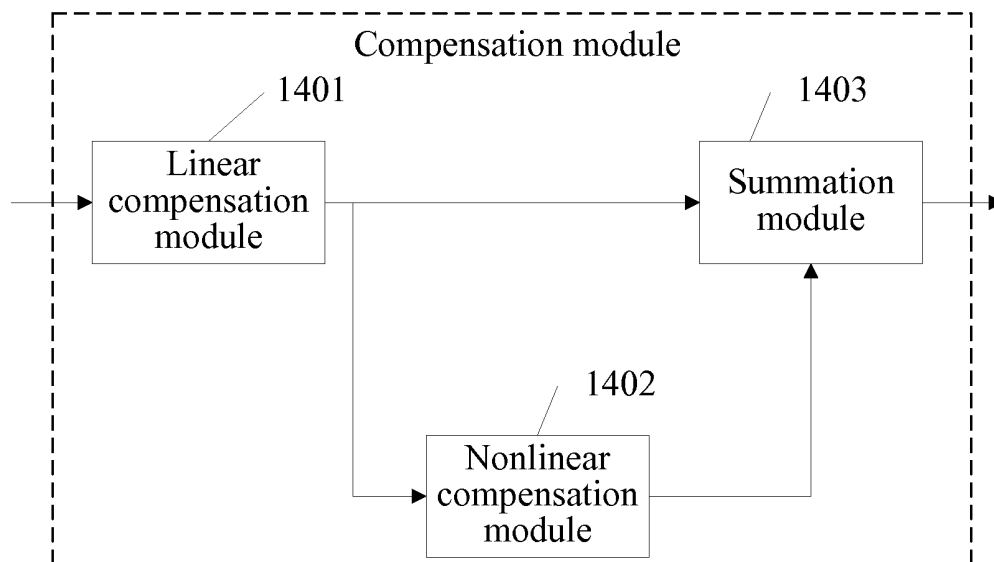 Compensation module
1401
1403
Linear
compensation
module
Summation
module
1402
Nonlinear
compensation
module